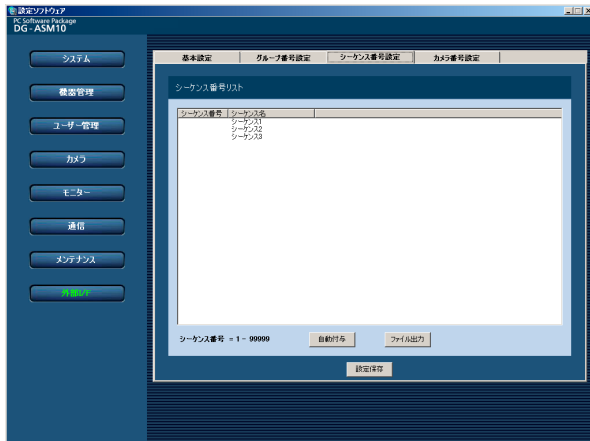 設定ソフトウェア
PC Software Package
DG-ASM10
システム
機器管理
ユーザー管理
カメラ
モニター
通信
メンテナンス
外部I/F
基本設定 グループ番号設定 シーケンス番号設定 カメラ番号設定
シーケンス番号リスト
シーケンス番号 シーケンス名
シーケンス1
シーケンス2
シーケンス3
シーケンス番号 = 1 - 99999 自動付与 ファイル出力
設定保存